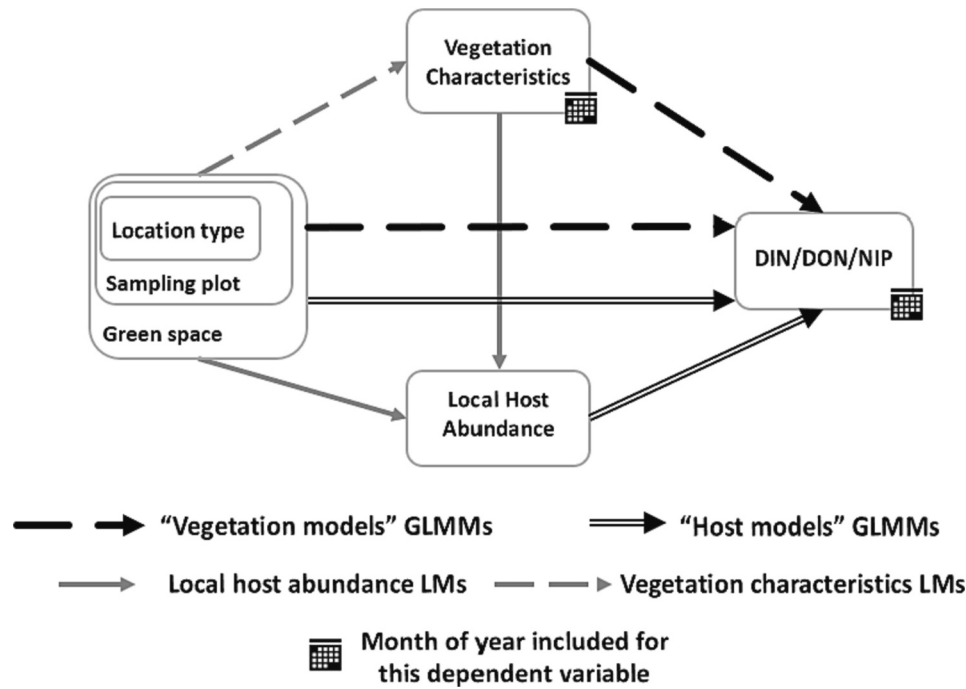 Vegetation
Characteristics
Location type
Sampling plot
Green space
DIN/DON/NIP
Local Host
Abundance
“Vegetation models” GLMMs
“Host models” GLMMs
Local host abundance LMs
Vegetation characteristics LMs
Month of year included for
this dependent variable